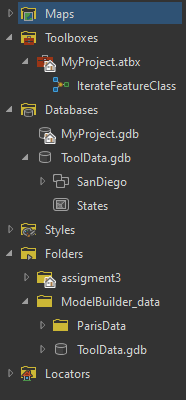 Maps
Toolboxes
MyProject.atbx
IterateFeatureClass
Databases
MyProject.gdb
ToolData.gdb
SanDiego
States
Styles
Folders
assigment3
ModelBuilder_data
ParisData
ToolData.gdb
Locators